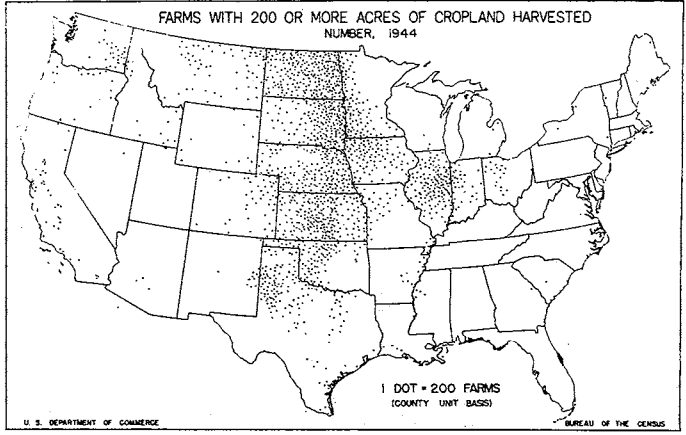 FARMS WITH 200 OR MORE ACRES OF CROPLAND HARVESTED
NUMBER, 1944
1 DOT = 200 FARMS
(COUNTY UNIT BASIS)
U. S. DEPARTMENT OF COMMERCE
BUREAU OF THE CENSUS